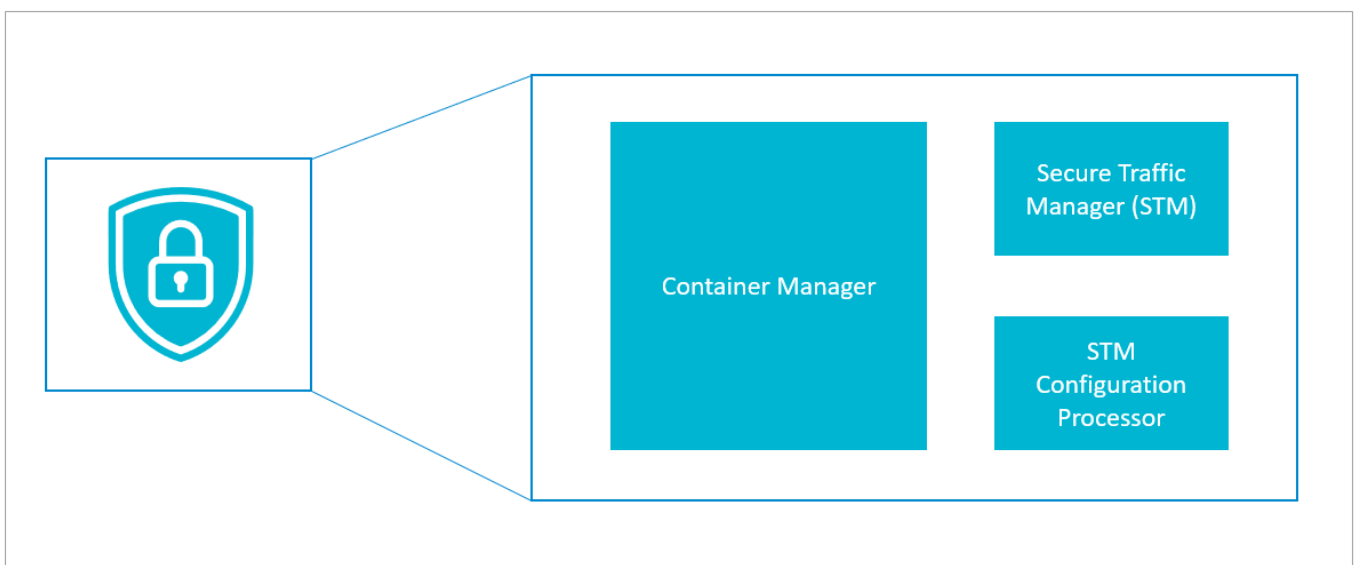 Container Manager
Secure Traffic
Manager (STM)
STM
Configuration
Processor